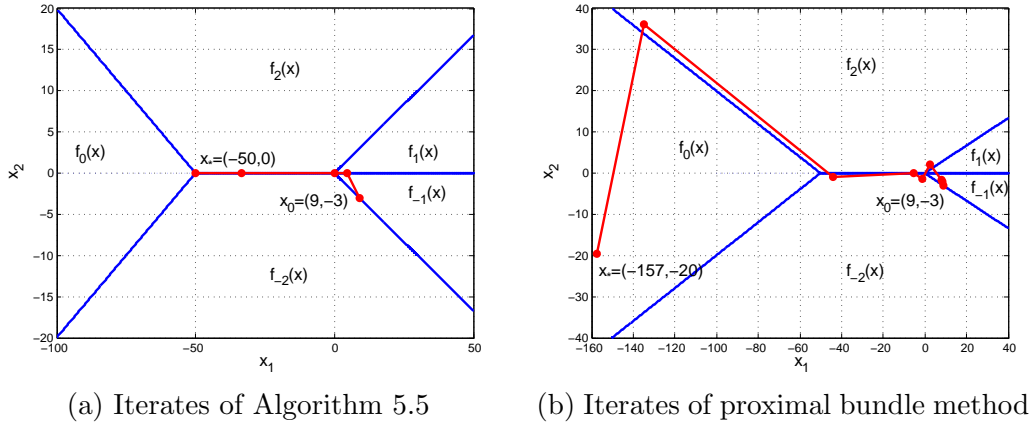 20
15
10
5
0
−5
−10
−15
−20
−100
−50
0
50
x₂
x₁
f₂(x)
f₀(x)
f₁(x)
x*=(−50,0)
x₀=(9,−3)
f₋₁(x)
f₋₂(x)
(a) Iterates of Algorithm 5.5
40
30
20
10
0
−10
−20
−30
−40
−160
−140
−120
−100
−80
−60
−40
−20
0
20
40
x₂
x₁
f₂(x)
f₀(x)
f₁(x)
f₋₁(x)
x₀=(9,−3)
x*=(−157,−20)
f₋₂(x)
(b) Iterates of proximal bundle method